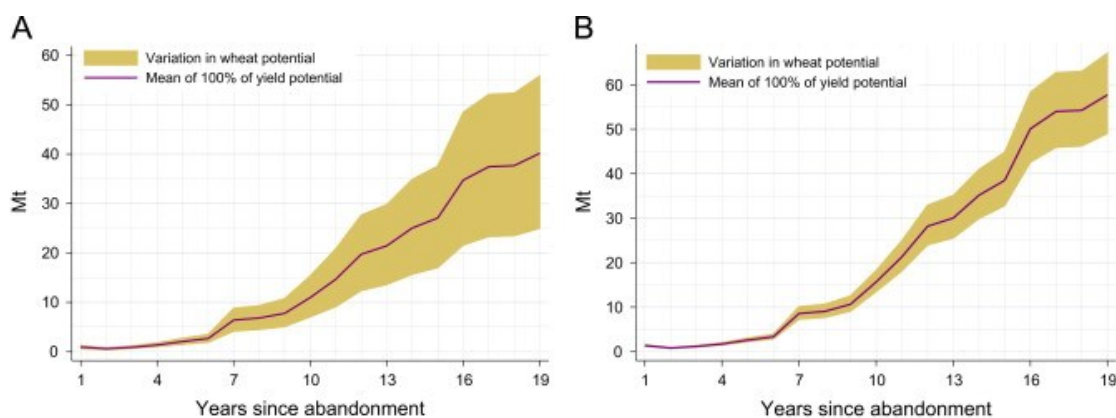 A
Variation in wheat potential
Mean of 100% of yield potential
60
50
40
30
20
10
0
Mt
1 4 7 10 13 16 19
Years since abandonment
B
Variation in wheat potential
Mean of 100% of yield potential
60
50
40
30
20
10
0
Mt
1 4 7 10 13 16 19
Years since abandonment